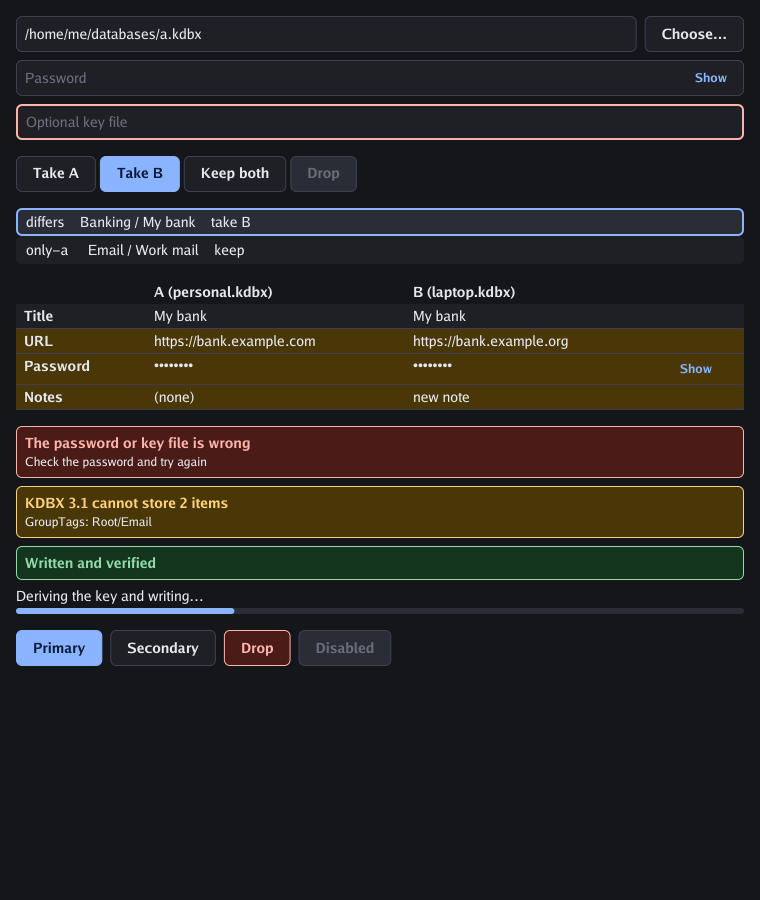 /home/me/databases/a.kdbx Choose...
Password Show
Optional key file
Take A Take B Keep both Drop
differs Banking / My bank take B
only-a Email / Work mail keep
A (personal.kdbx) B (laptop.kdbx)
Title My bank My bank
URL https://bank.example.com https://bank.example.org
Password •••••••• •••••••• Show
Notes (none) new note
The password or key file is wrong
Check the password and try again
KDBX 3.1 cannot store 2 items
GroupTags: Root/Email
Written and verified
Deriving the key and writing...
Primary Secondary Drop Disabled